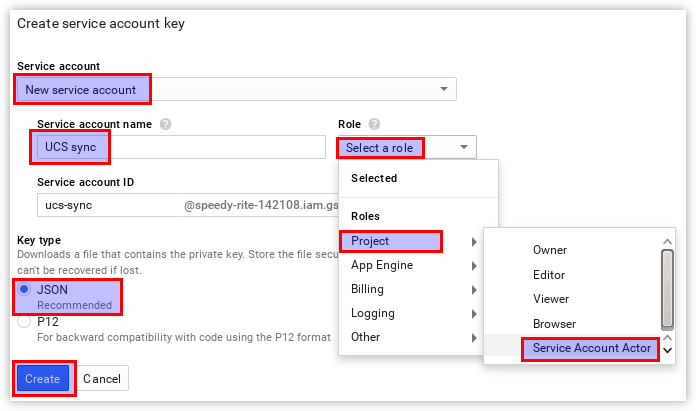 Create service account key
Service account
New service account
Service account name
Role
UCS sync
Select a role
Service account ID
ucs-sync
@speedy-rite-142108.iam.gs
Selected
Roles
Project
App Engine
Billing
Logging
Other
Owner
Editor
Viewer
Browser
Service Account Actor
Key type
Downloads a file that contains the private key. Store the file secu
can't be recovered if lost.
JSON
Recommended
P12
For backward compatibility with code using the P12 format
Create
Cancel